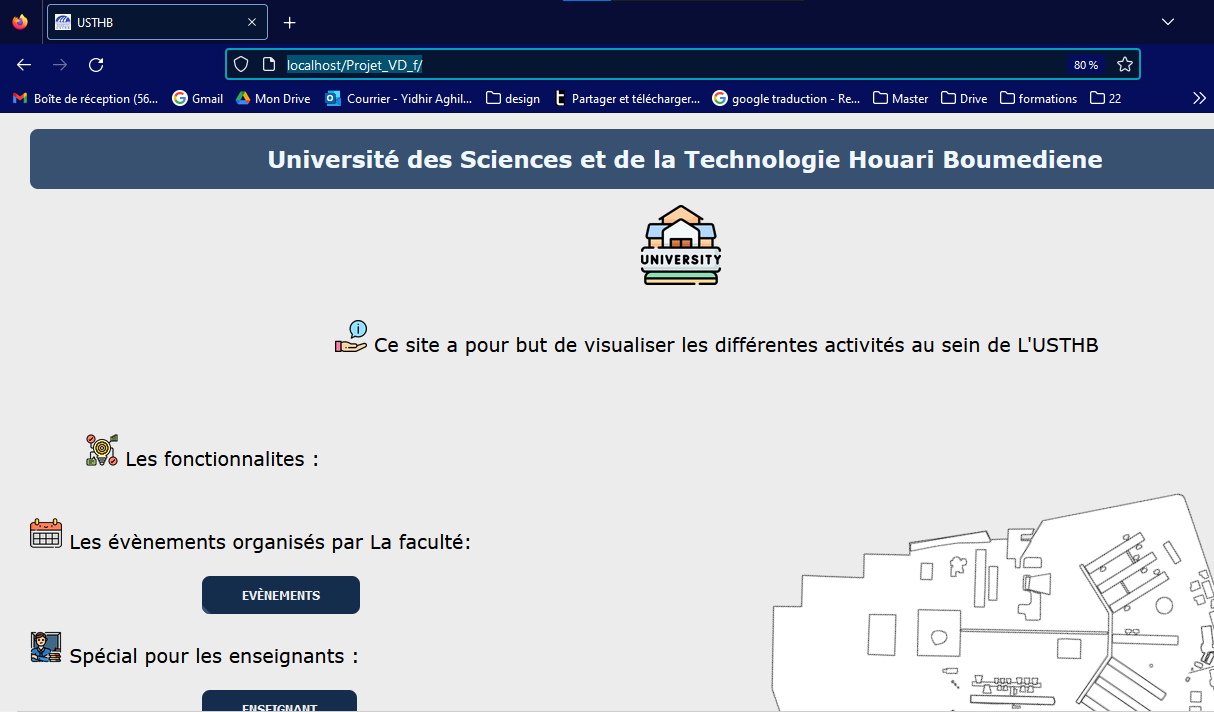 USTHB
localhost/Projet_VD_f/
80 %
Boîte de réception (56...
Gmail
Mon Drive
Courrier - Yidhir Aghil...
design
Partager et télécharger...
google traduction - Re...
Master
Drive
formations
22
Université des Sciences et de la Technologie Houari Boumediene
UNIVERSITY
Ce site a pour but de visualiser les différentes activités au sein de L'USTHB
Les fonctionnalites :
Les évènements organisés par La faculté:
EVÈNEMENTS
Spécial pour les enseignants :
ENSEIGNANT